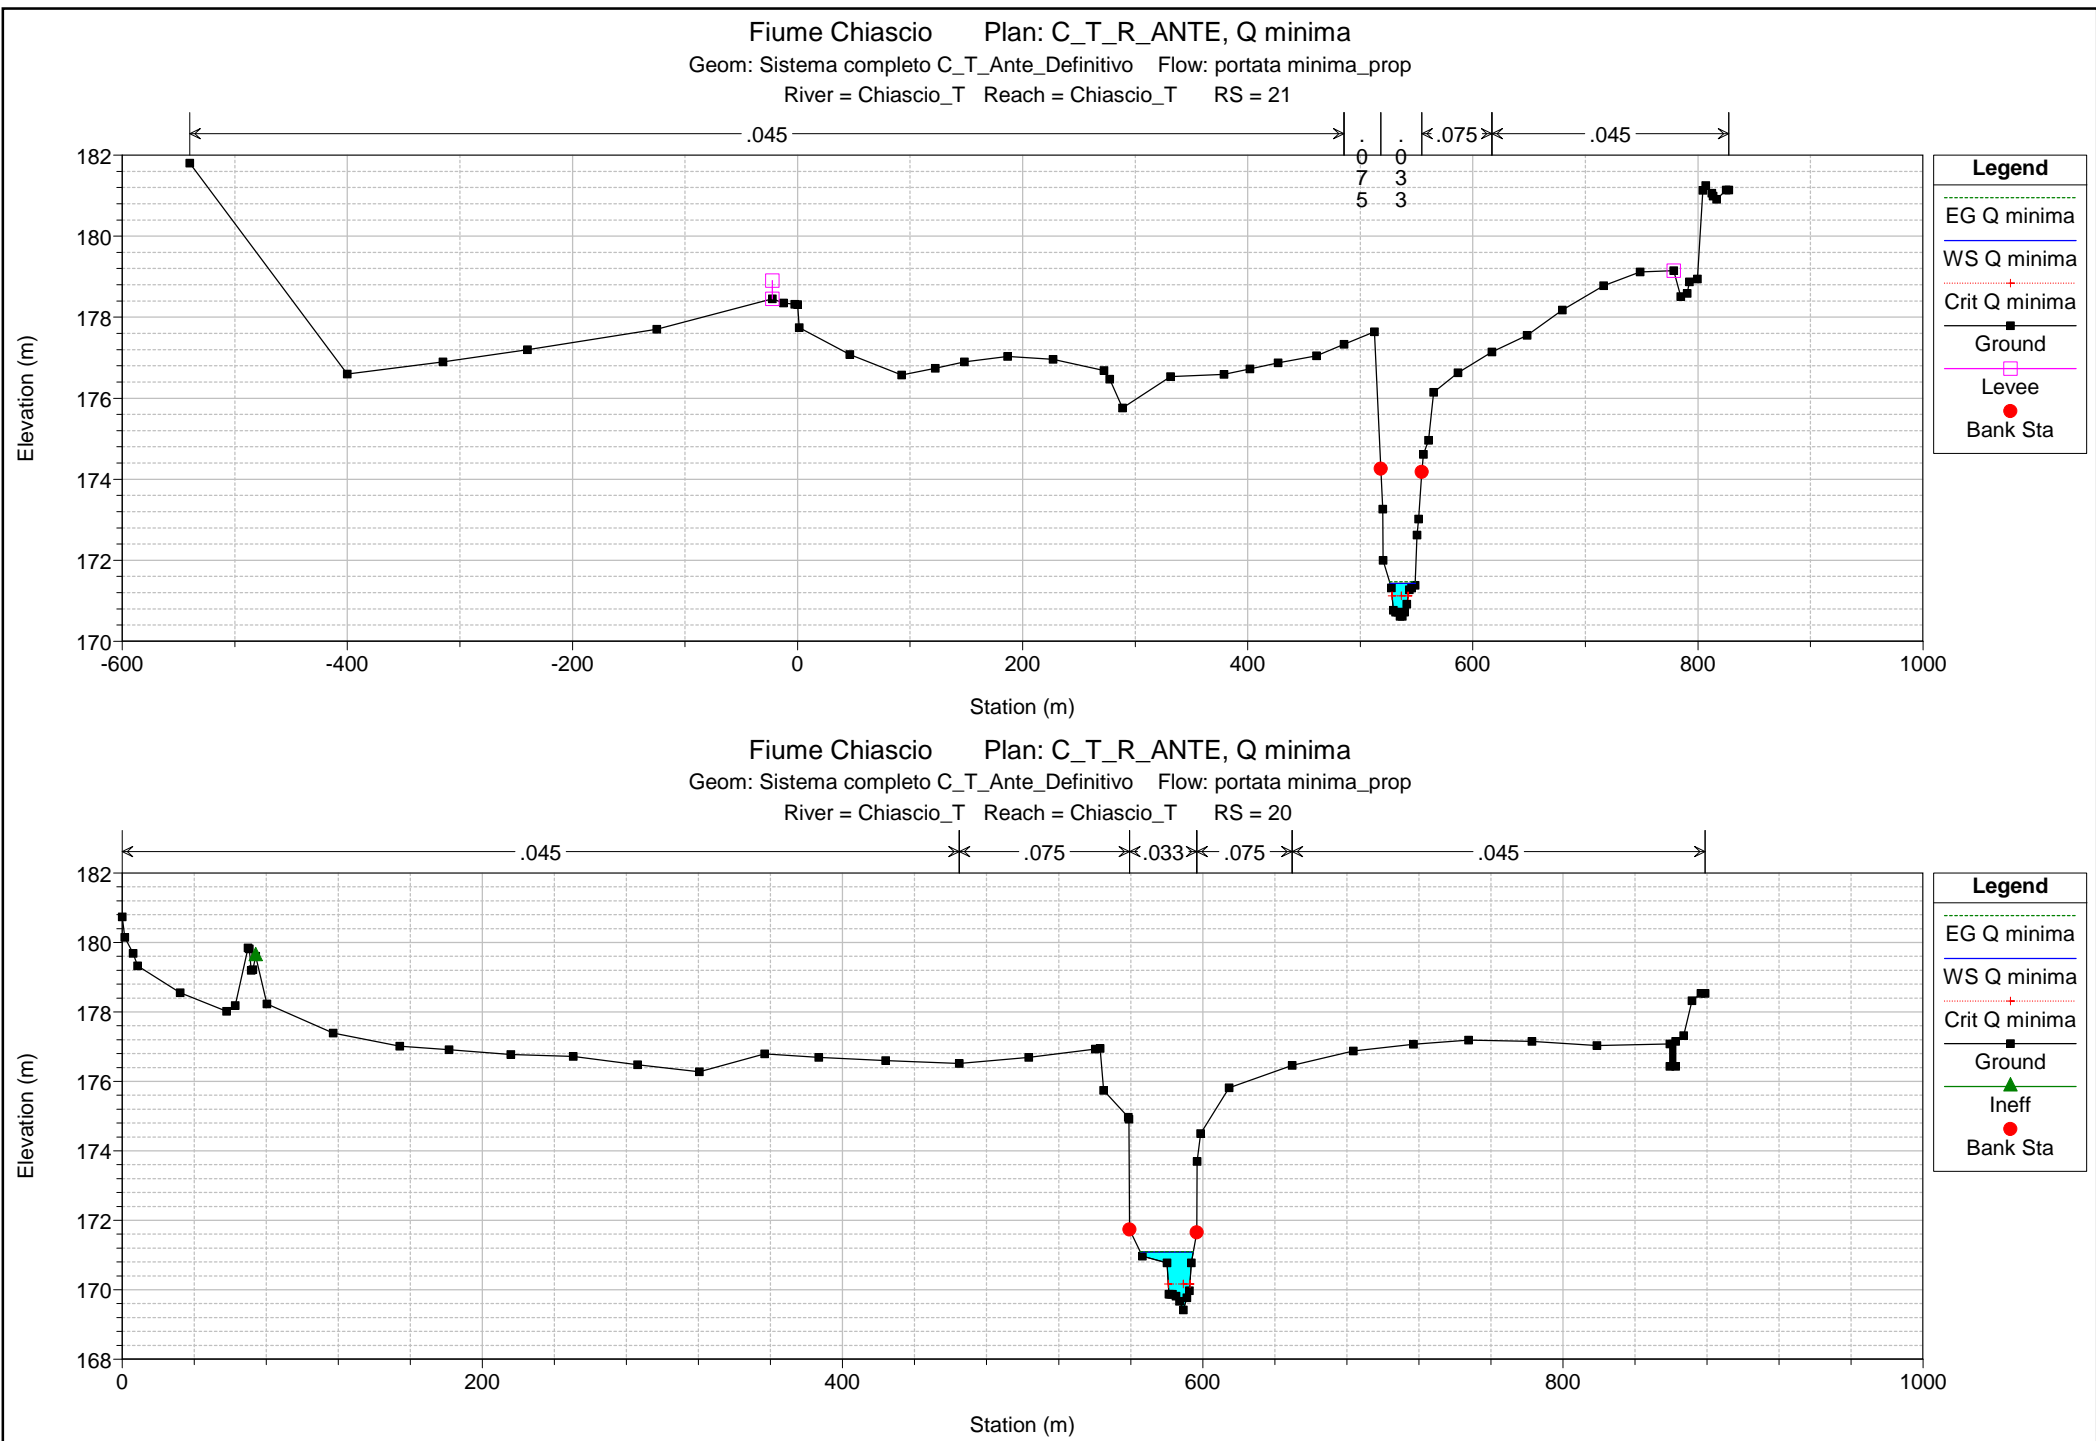 Fiume Chiascio Plan: C_T_R_ANTE, Q minima
Geom: Sistema completo C_T_Ante_Definitivo Flow: portata minima_prop
River = Chiascio_T Reach = Chiascio_T RS = 21
.045 .075 .033 .075 .045
182
180
178
176
174
172
170
Elevation (m)
-600 -400 -200 0 200 400 600 800 1000
Station (m)
Legend
EG Q minima
WS Q minima
Crit Q minima
Ground
Levee
Bank Sta
Fiume Chiascio Plan: C_T_R_ANTE, Q minima
Geom: Sistema completo C_T_Ante_Definitivo Flow: portata minima_prop
River = Chiascio_T Reach = Chiascio_T RS = 20
.045 .075 .033 .075 .045
182
180
178
176
174
172
170
168
Elevation (m)
0 200 400 600 800 1000
Station (m)
Legend
EG Q minima
WS Q minima
Crit Q minima
Ground
Ineff
Bank Sta